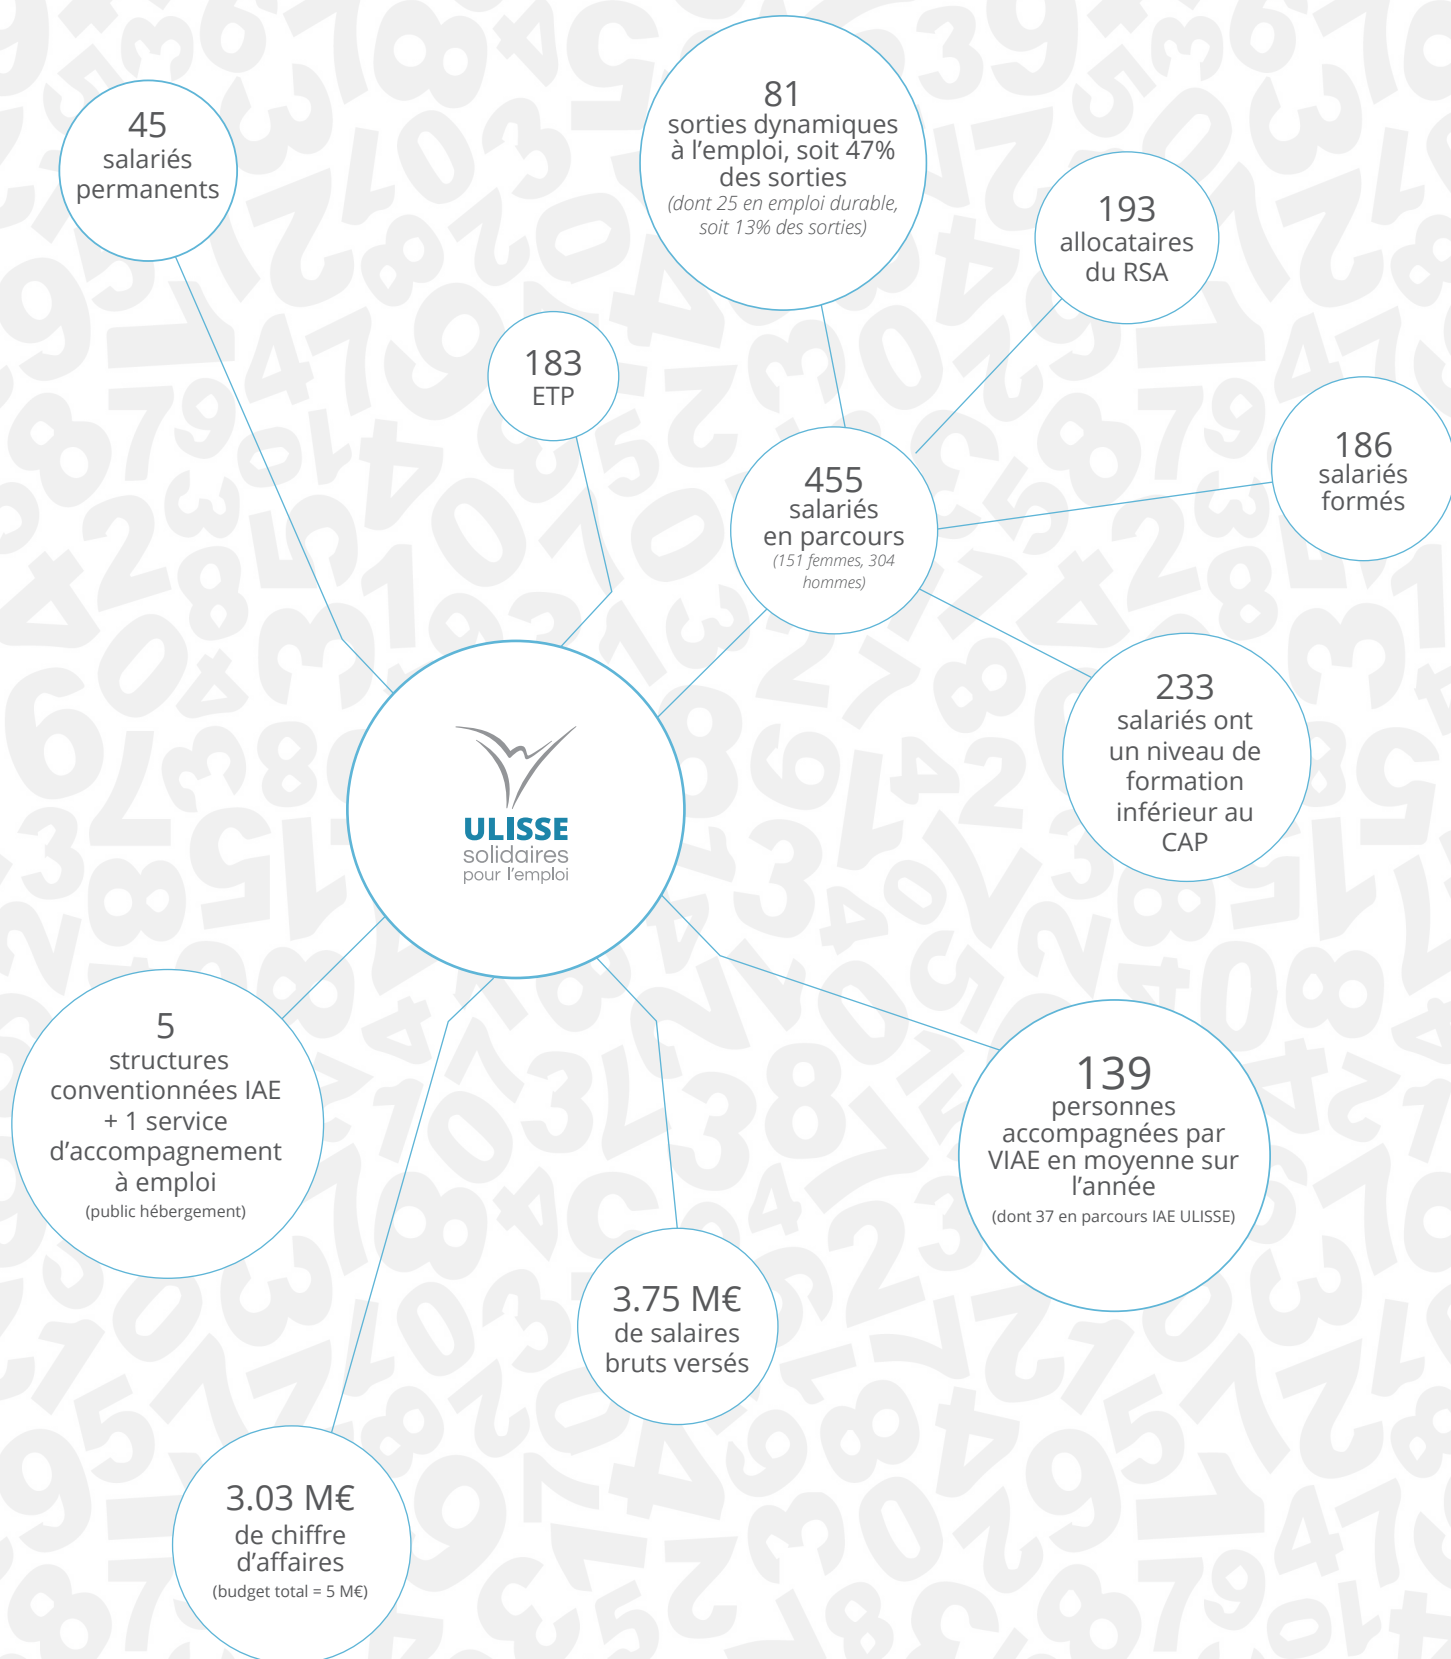 81
sorties dynamiques
à l’emploi, soit 47%
des sorties
(dont 25 en emploi durable,
soit 13% des sorties)
45
salariés
permanents
193
allocataires
du RSA
183
ETP
186
salariés
formés
455
salariés
en parcours
(151 femmes, 304
hommes)
233
salariés ont
un niveau de
formation
inférieur au
CAP
ULISSE
solidaires
pour l’emploi
5
structures
conventionnées IAE
+ 1 service
d’accompagnement
à emploi
(public hébergement)
139
personnes
accompagnées par
VIAE en moyenne sur
l’année
(dont 37 en parcours IAE ULISSE)
3.75 M€
de salaires
bruts versés
3.03 M€
de chiffre
d’affaires
(budget total = 5 M€)